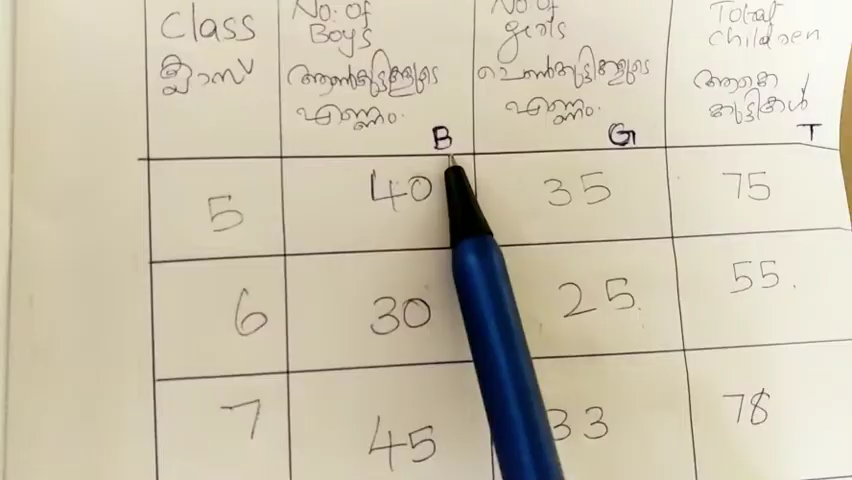 Class
ക്ലാസ്
No: of
Boys
ആൺകുട്ടികളുടെ
എണ്ണം.
B
No of
girls
പെൺകുട്ടികളുടെ
എണ്ണം.
G
Total
children
ആകെ
കുട്ടികൾ
T
5 40 35 75
6 30 25. 55.
7 45 33 78